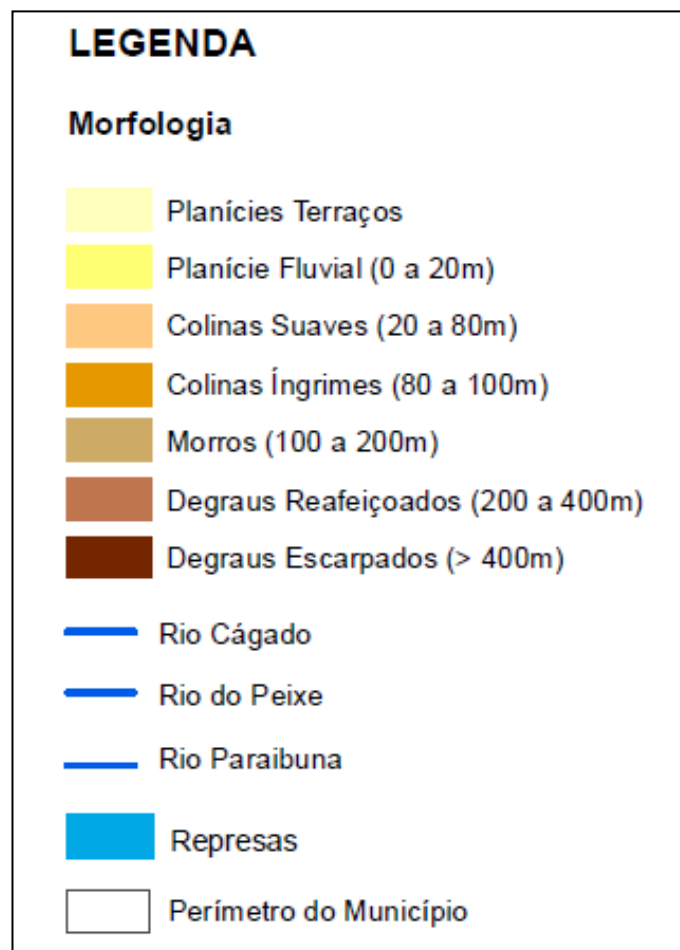 LEGENDA
Morfologia
Planícies Terraços
Planície Fluvial (0 a 20m)
Colinas Suaves (20 a 80m)
Colinas Íngrimes (80 a 100m)
Morros (100 a 200m)
Degraus Reafeiçoados (200 a 400m)
Degraus Escarpados (> 400m)
Rio Cágado
Rio do Peixe
Rio Paraibuna
Represas
Perímetro do Município